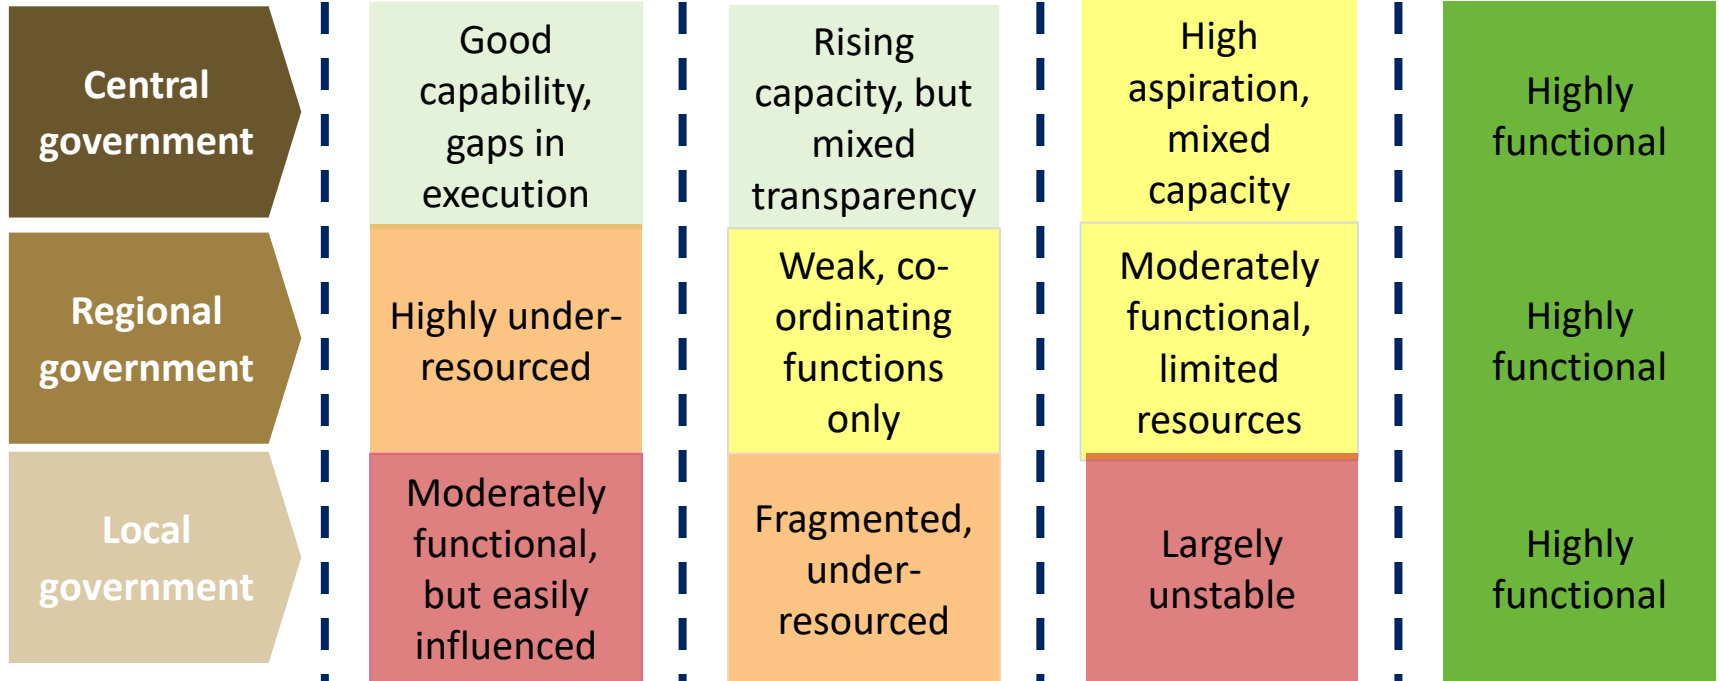 Central
government
Good
capability,
gaps in
execution
Rising
capacity, but
mixed
transparency
High
aspiration,
mixed
capacity
Highly
functional
Regional
government
Highly under-
resourced
Weak, co-
ordinating
functions
only
Moderately
functional,
limited
resources
Highly
functional
Local
government
Moderately
functional,
but easily
influenced
Fragmented,
under-
resourced
Largely
unstable
Highly
functional